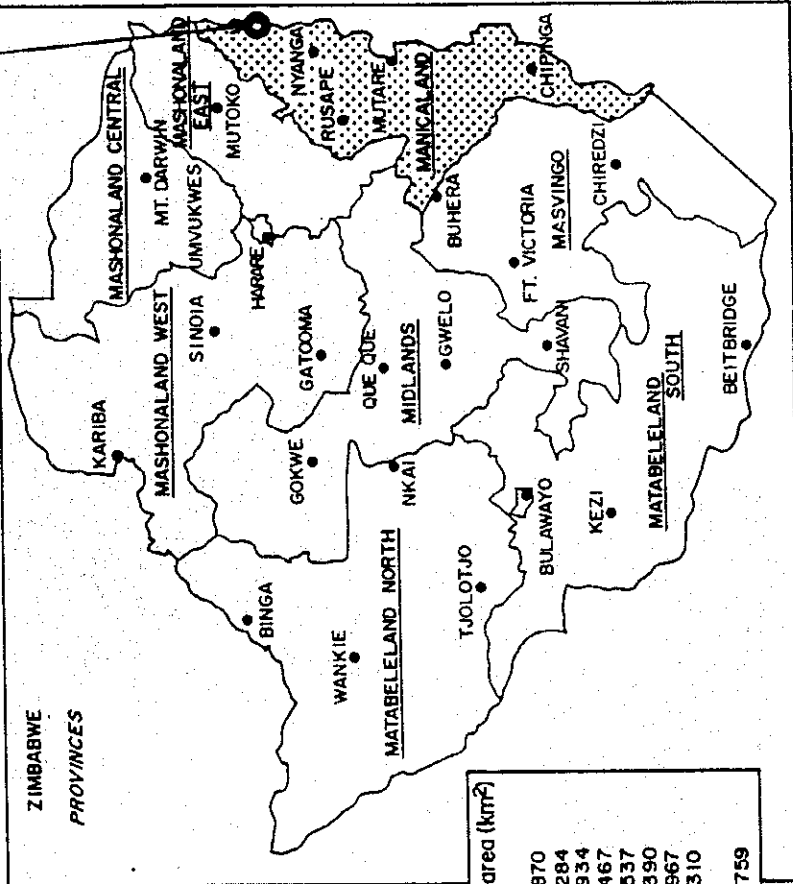 ZIMBABWE
PROVINCES
MASHONALAND CENTRAL
MT. DARWIN
MASHONALAND
EAST
MUTOKO
UMVUKWES
KARIBA
MASHONALAND WEST
SINOIA
HARARE
GATOOMA
NYANGA
RUSAPE
MUTARE
MANICALAND
CHIPINGA
BINGA
GOKWE
QUE QUE
MIDLANDS
GWELO
BUHERA
WANKIE
NKAI
MATABELELAND NORTH
TJOLOTJO
BULAWAYO
SHAVANI
FT. VICTORIA
MASVINGO
CHIREDZI
KEZI
MATABELELAND
SOUTH
BEITBRIDGE
area (km²)
870
284
934
467
337
390
967
310
759